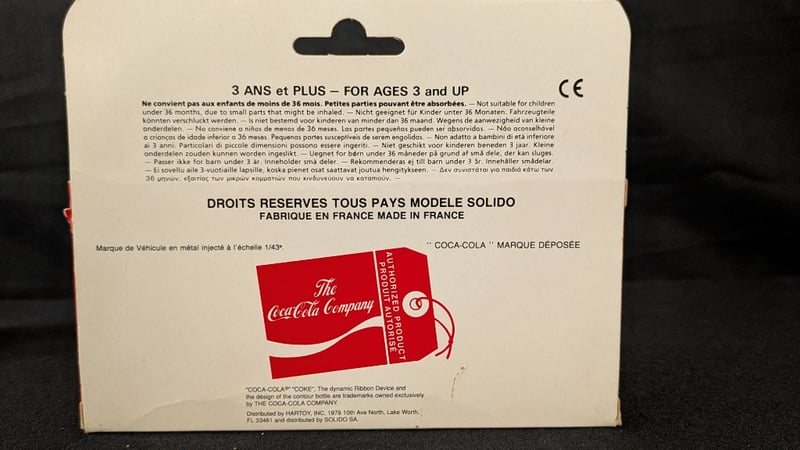 3 ANS et PLUS — FOR AGES 3 and UP
CE
Ne convient pas aux enfants de moins de 36 mois. Petites parties pouvant être absorbées. — Not suitable for children
under 36 months, due to small parts that might be inhaled. — Nicht geeignet für Kinder unter 36 Monaten. Fahrzeugteile
könnten verschluckt werden. — Is niet bestemd voor kinderen van minder dan 36 maand. Wegens de aanwezigheid van kleine
onderdelen. — No conviene a niños de menos de 36 meses. Las partes pequeñas pueden ser absorvidas. — Não aconselhável
a crianças de idade inferior a 36 meses. Pequenas partes susceptiveis de serem engolidas. — Non adatto a bambini di età inferiore
ai 3 anni. Particolari di piccole dimensioni possono essere ingeriti. — Niet geschikt voor kinderen beneden 3 jaar. Kleine
onderdelen zouden kunnen worden ingeslikt. — Uegnet for børn under 36 måneder på grund af små dele, der kan sluges.
— Passer ikke for barn under 3 år. Inneholder små deler. — Rekommenderas ej till barn under 3 år. Innehåller smådelar.
— Ei sovellu alle 3-vuotiaille lapsille, koska pienet osat saattavat joutua hengitykseen. — Δεν συνιστάται για παιδιά κάτω των
36 μηνών, εξαιτίας των μικρών κομματιών που κινδυνεύουν να καταπιούν. —
DROITS RESERVES TOUS PAYS MODELE SOLIDO
FABRIQUE EN FRANCE MADE IN FRANCE
Marque de Véhicule en métal injecté à l'échelle 1/43ᵉ.
" COCA-COLA " MARQUE DÉPOSÉE
The
Coca-Cola Company
AUTHORIZED PRODUCT
PRODUIT AUTORISÉ
"COCA-COLA®" "COKE", The dynamic Ribbon Device and
the désign of the contour bottle are trademarks owned exclusively
by THE COCA-COLA COMPANY.
Distributed by HARTOY, INC, 1979 10th Ave North, Lake Worth,
FL 33461 and distributed by SOLIDO SA.